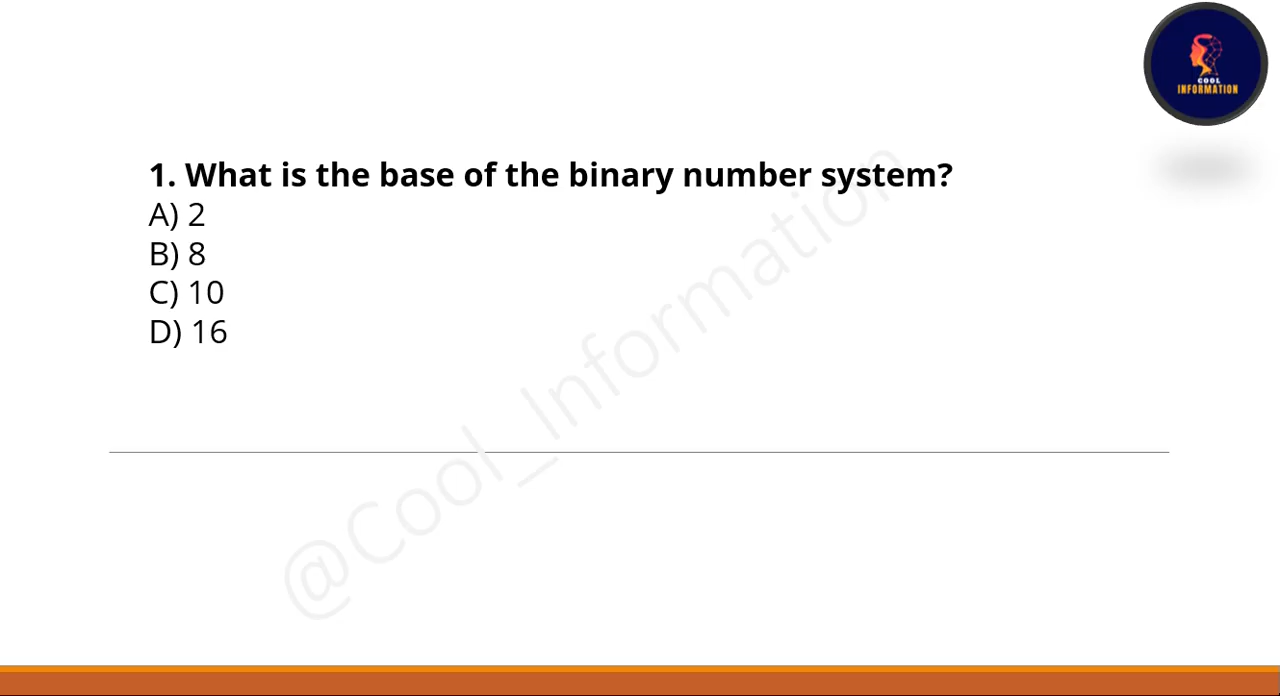 COOL
INFORMATION
1. What is the base of the binary number system?
A) 2
B) 8
C) 10
D) 16
@Cool_Information